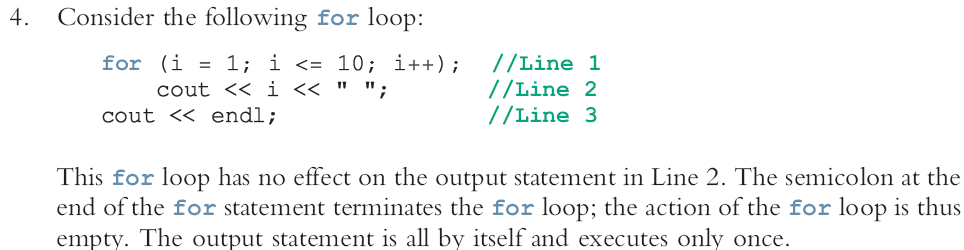 4. Consider the following for loop:
for (i = 1; i <= 10; i++); //Line 1
cout << i << " "; //Line 2
cout << endl; //Line 3
This for loop has no effect on the output statement in Line 2. The semicolon at the
end of the for statement terminates the for loop; the action of the for loop is thus
empty. The output statement is all by itself and executes only once.